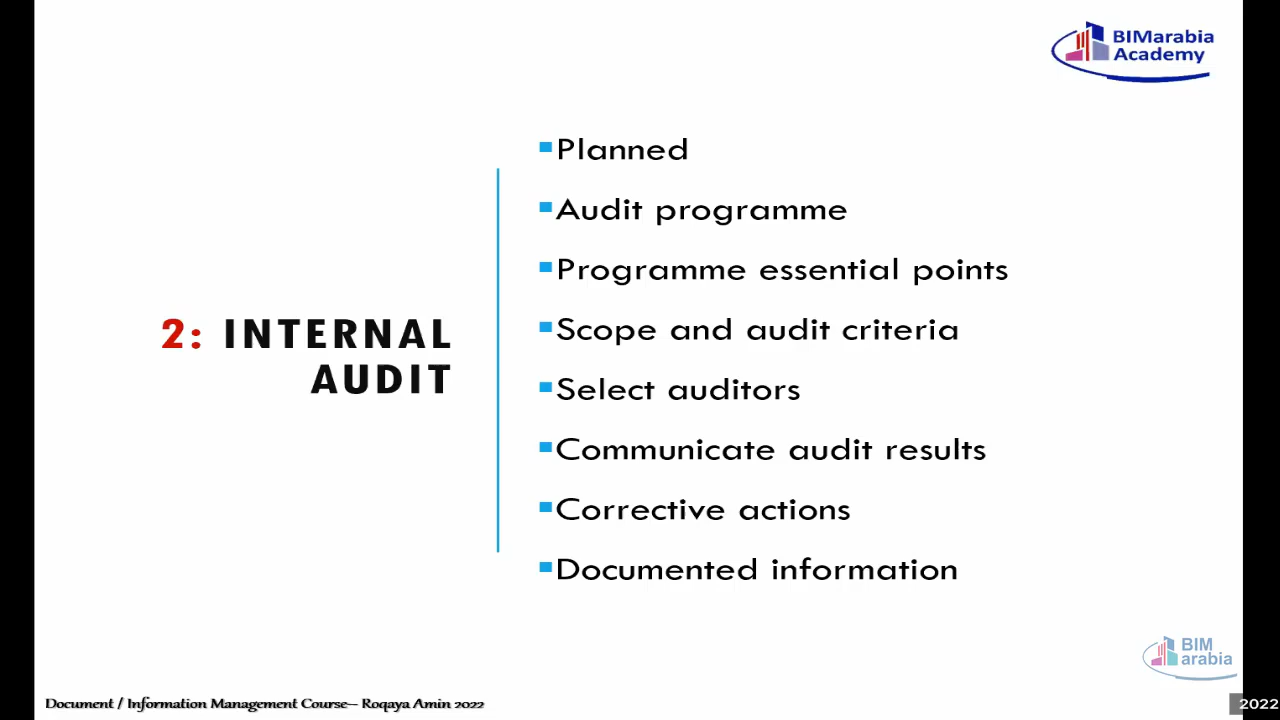 BIMarabia
Academy
2: INTERNAL
AUDIT
Planned
Audit programme
Programme essential points
Scope and audit criteria
Select auditors
Communicate audit results
Corrective actions
Documented information
BIM
arabia
Document / Information Management Course– Roqaya Amin 2022
2022